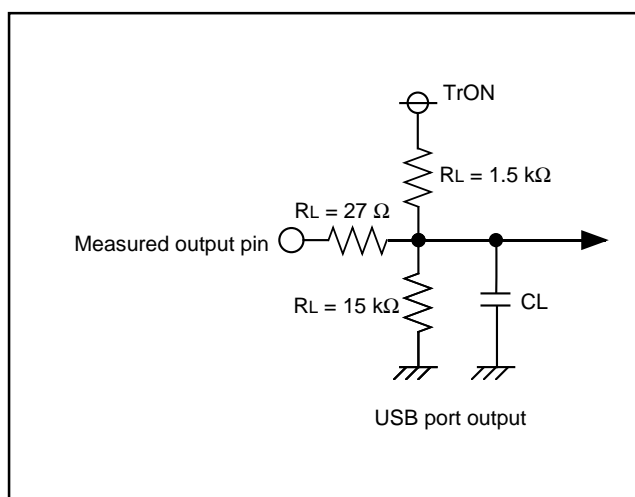 TrON
RL = 1.5 kΩ
RL = 27 Ω
Measured output pin
RL = 15 kΩ
CL
USB port output